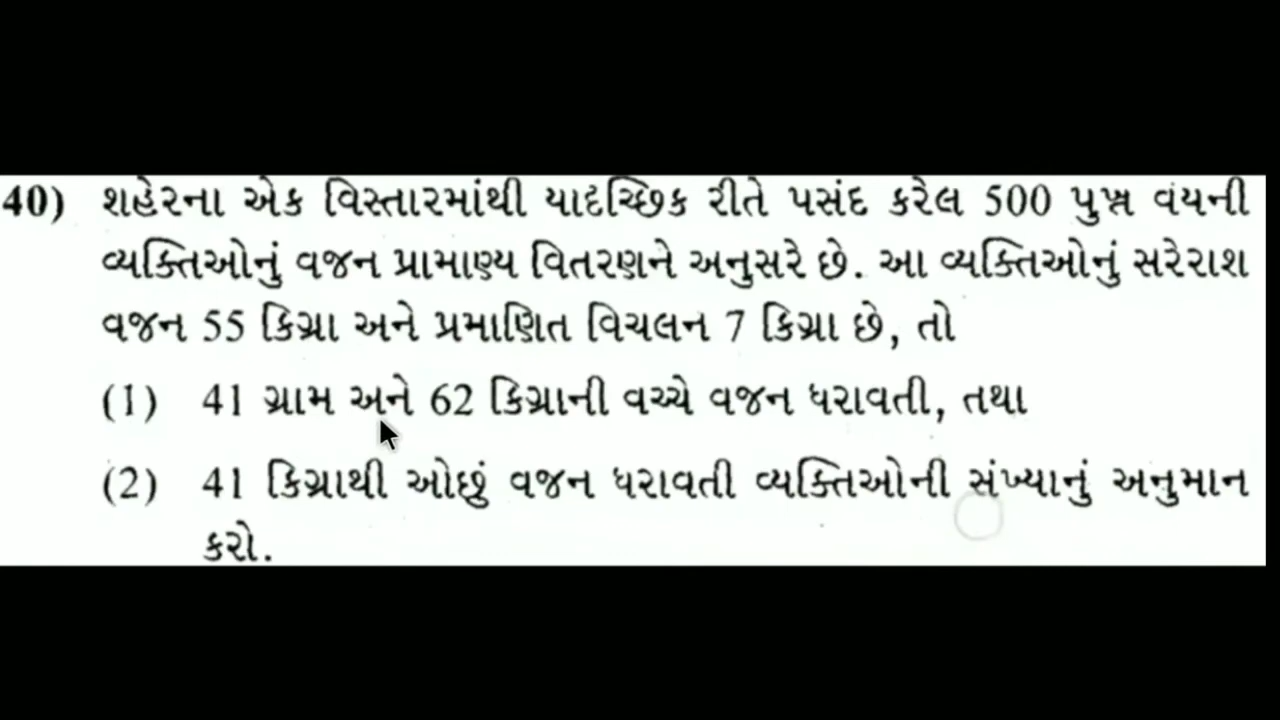 40) શહેરના એક વિસ્તારમાંથી યાદચ્છિક રીતે પસંદ કરેલ 500 પુખ્ત વયની
વ્યક્તિઓનું વજન પ્રામાણ્ય વિતરણને અનુસરે છે. આ વ્યક્તિઓનું સરેરાશ
વજન 55 કિગ્રા અને પ્રમાણિત વિચલન 7 કિગ્રા છે, તો
(1) 41 ગ્રામ અને 62 કિગ્રાની વચ્ચે વજન ધરાવતી, તથા
(2) 41 કિગ્રાથી ઓછું વજન ધરાવતી વ્યક્તિઓની સંખ્યાનું અનુમાન
કરો.